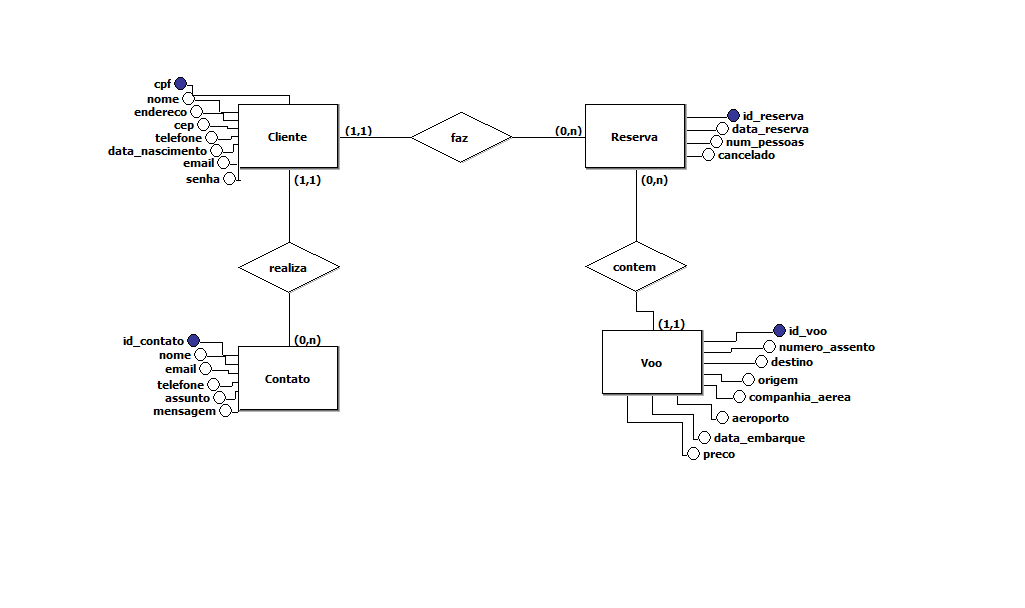 cpf
nome
endereco
cep
telefone
data_nascimento
email
senha
Cliente
(1,1)
faz
(0,n)
Reserva
id_reserva
data_reserva
num_pessoas
cancelado
(1,1)
(0,n)
realiza
contem
(0,n)
(1,1)
id_contato
nome
email
telefone
assunto
mensagem
Contato
Voo
id_voo
numero_assento
destino
origem
companhia_aerea
aeroporto
data_embarque
preco